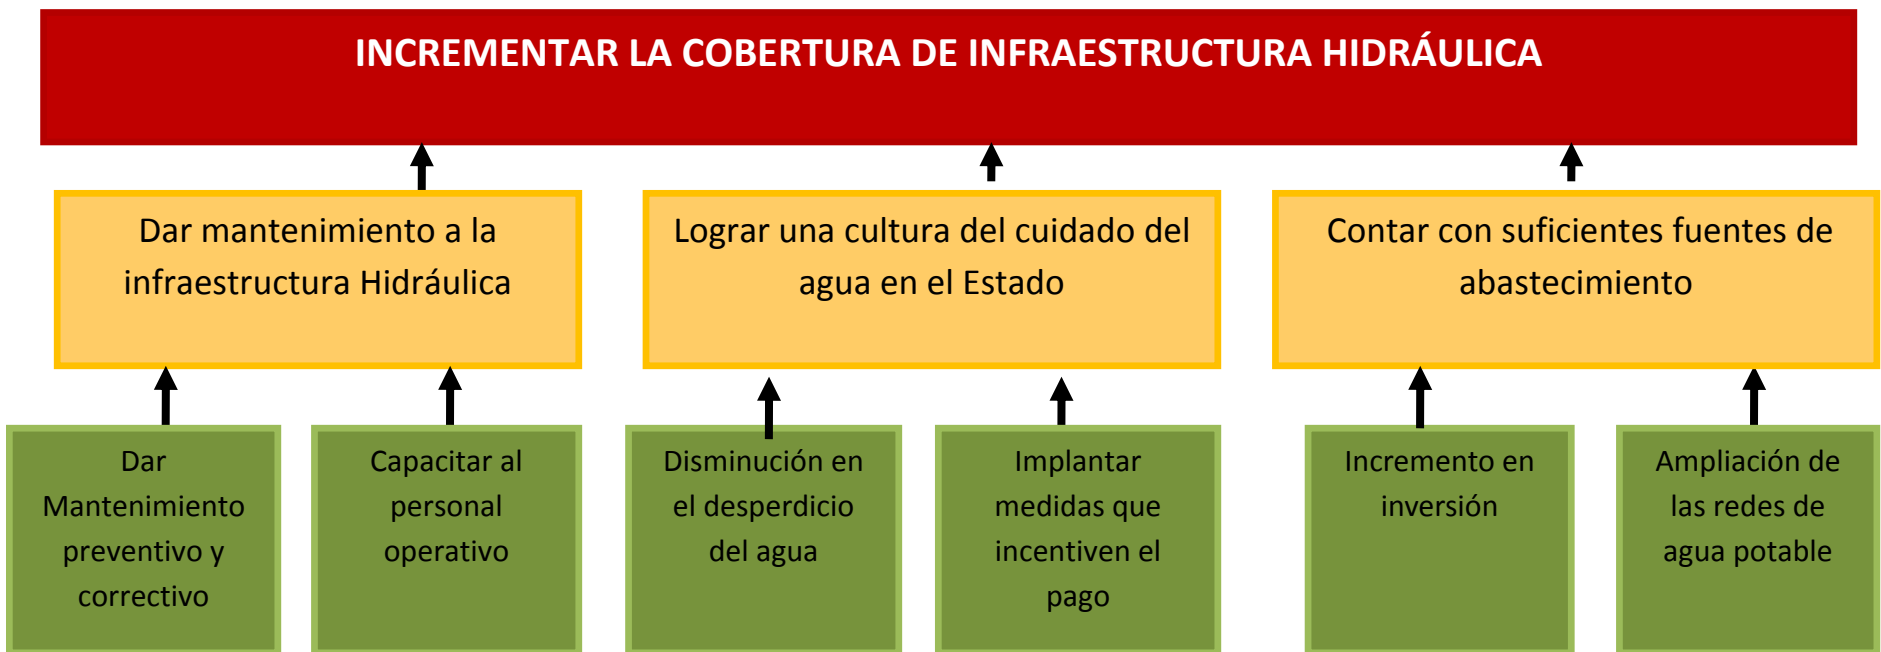 INCREMENTAR LA COBERTURA DE INFRAESTRUCTURA HIDRÁULICA
Dar mantenimiento a la
infraestructura Hidráulica
Lograr una cultura del cuidado del
agua en el Estado
Contar con suficientes fuentes de
abastecimiento
Dar
Mantenimiento
preventivo y
correctivo
Capacitar al
personal
operativo
Disminución en
el desperdicio
del agua
Implantar
medidas que
incentiven el
pago
Incremento en
inversión
Ampliación de
las redes de
agua potable